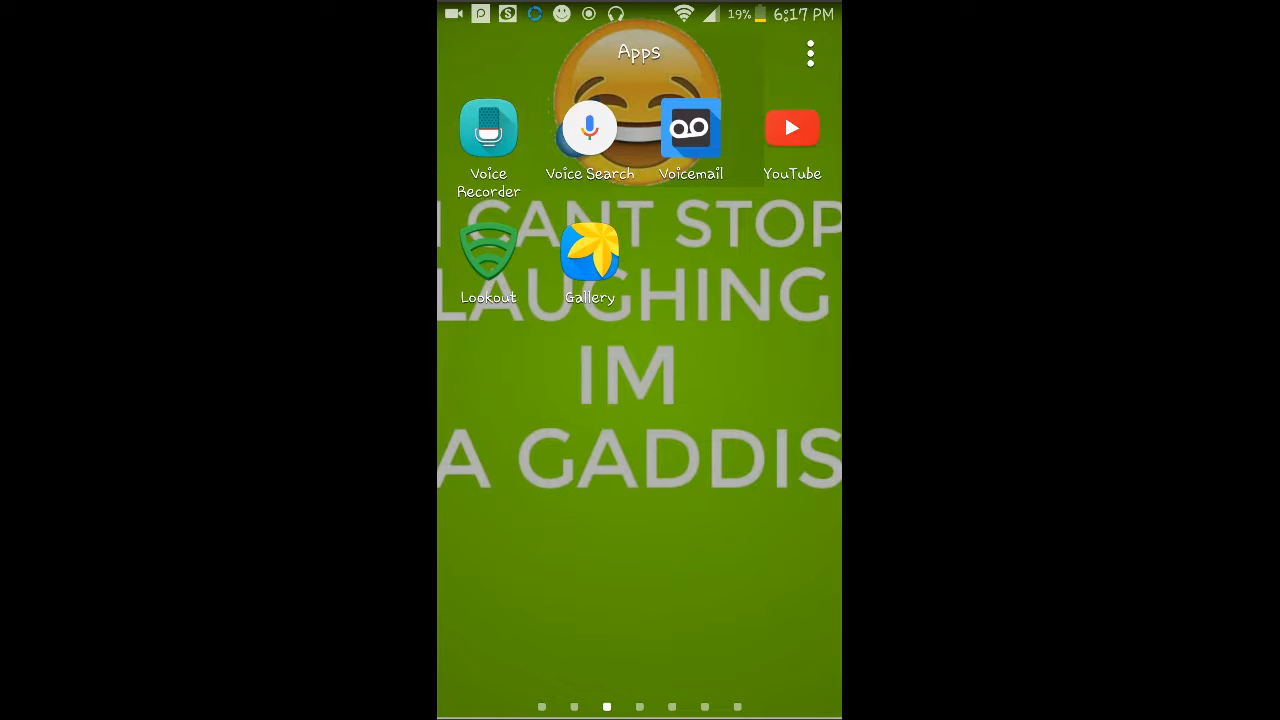 19% 6:17 PM
Apps
Voice Recorder
Voice Search
Voicemail
YouTube
Lookout
Gallery
I CANT STOP
LAUGHING
IM
A GADDIS